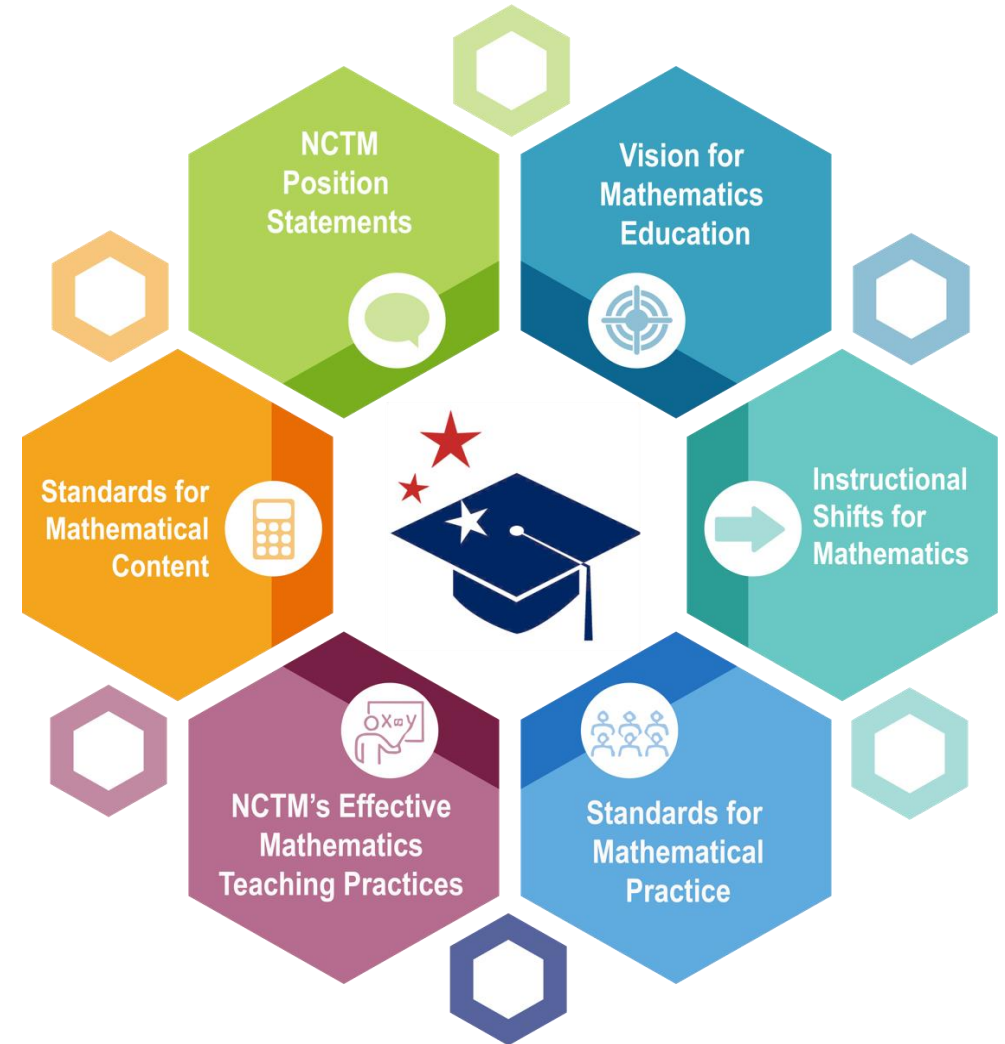 NCTM
Position
Statements
Vision for
Mathematics
Education
Standards for
Mathematical
Content
Instructional
Shifts for
Mathematics
x=y
NCTM's Effective
Mathematics
Teaching Practices
Standards for
Mathematical
Practice